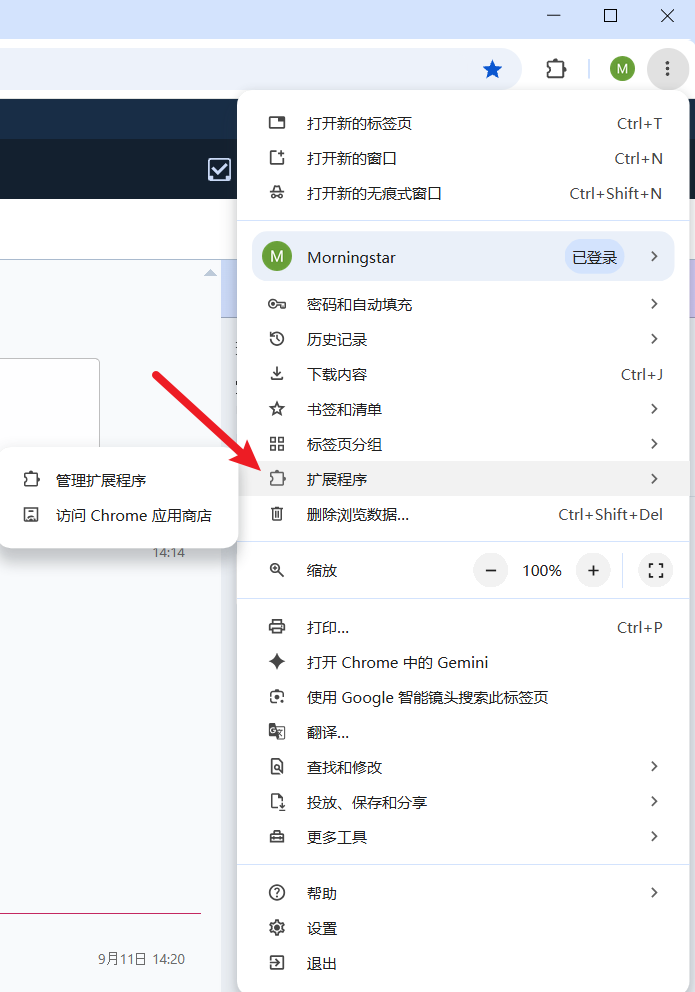 M
打开新的标签页 Ctrl+T
打开新的窗口 Ctrl+N
打开新的无痕式窗口 Ctrl+Shift+N
M Morningstar 已登录
密码和自动填充
历史记录
下载内容 Ctrl+J
书签和清单
标签页分组
扩展程序
管理扩展程序
访问 Chrome 应用商店
删除浏览数据... Ctrl+Shift+Del
14:14
缩放 − 100% +
打印... Ctrl+P
打开 Chrome 中的 Gemini
使用 Google 智能镜头搜索此标签页
翻译...
查找和修改
投放、保存和分享
更多工具
帮助
设置
9月11日 14:20
退出